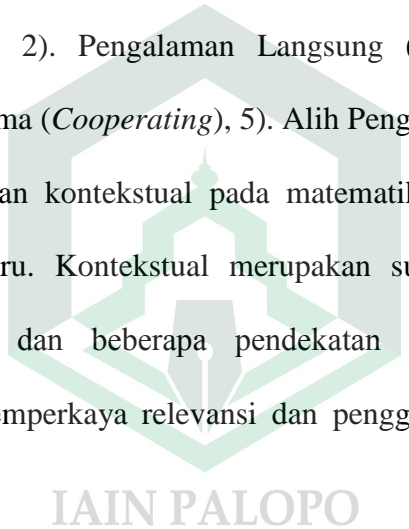 2). Pengalaman Langsung (
ma (Cooperating), 5). Alih Peng
an kontekstual pada matematik
ru. Kontekstual merupakan su
dan beberapa pendekatan
emperkaya relevansi dan pengg
IAIN PALOPO